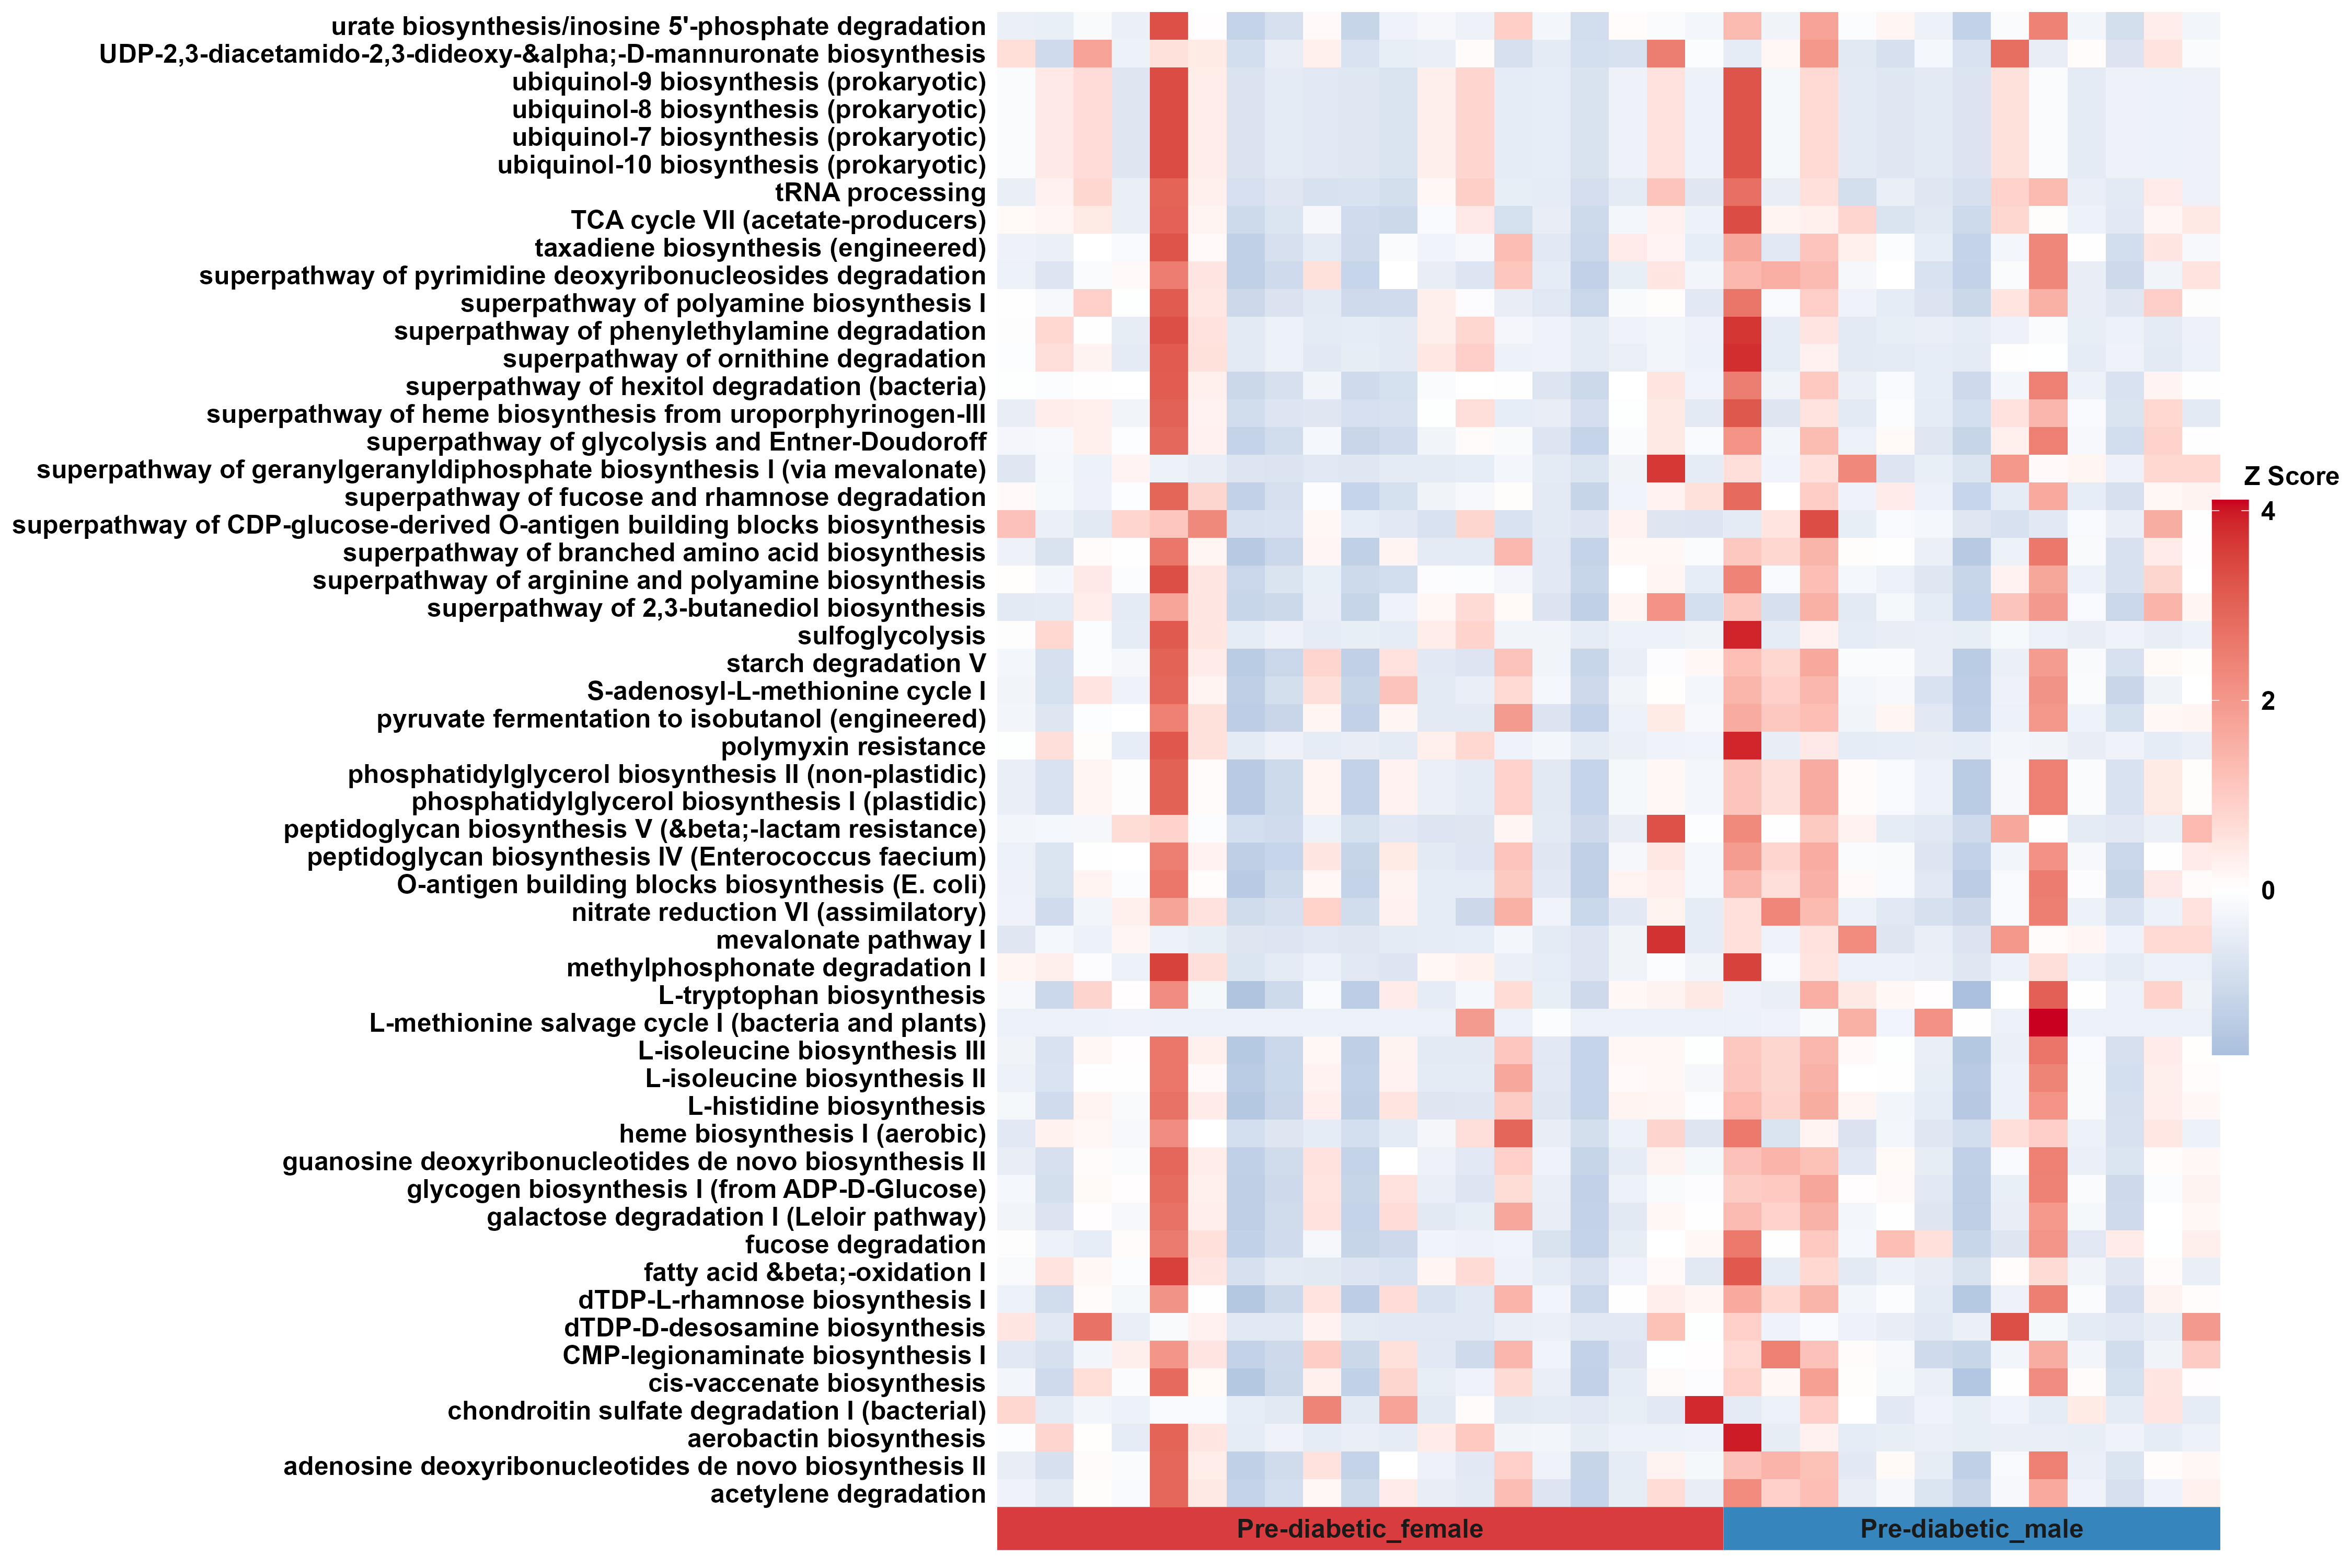 urate biosynthesis/inosine 5'-phosphate degradation
UDP-2,3-diacetamido-2,3-dideoxy-&alpha;-D-mannuronate biosynthesis
ubiquinol-9 biosynthesis (prokaryotic)
ubiquinol-8 biosynthesis (prokaryotic)
ubiquinol-7 biosynthesis (prokaryotic)
ubiquinol-10 biosynthesis (prokaryotic)
tRNA processing
TCA cycle VII (acetate-producers)
taxadiene biosynthesis (engineered)
superpathway of pyrimidine deoxyribonucleosides degradation
superpathway of polyamine biosynthesis I
superpathway of phenylethylamine degradation
superpathway of ornithine degradation
superpathway of hexitol degradation (bacteria)
superpathway of heme biosynthesis from uroporphyrinogen-III
superpathway of glycolysis and Entner-Doudoroff
superpathway of geranylgeranyldiphosphate biosynthesis I (via mevalonate)
superpathway of fucose and rhamnose degradation
superpathway of CDP-glucose-derived O-antigen building blocks biosynthesis
superpathway of branched amino acid biosynthesis
superpathway of arginine and polyamine biosynthesis
superpathway of 2,3-butanediol biosynthesis
sulfoglycolysis
starch degradation V
S-adenosyl-L-methionine cycle I
pyruvate fermentation to isobutanol (engineered)
polymyxin resistance
phosphatidylglycerol biosynthesis II (non-plastidic)
phosphatidylglycerol biosynthesis I (plastidic)
peptidoglycan biosynthesis V (&beta;-lactam resistance)
peptidoglycan biosynthesis IV (Enterococcus faecium)
O-antigen building blocks biosynthesis (E. coli)
nitrate reduction VI (assimilatory)
mevalonate pathway I
methylphosphonate degradation I
L-tryptophan biosynthesis
L-methionine salvage cycle I (bacteria and plants)
L-isoleucine biosynthesis III
L-isoleucine biosynthesis II
L-histidine biosynthesis
heme biosynthesis I (aerobic)
guanosine deoxyribonucleotides de novo biosynthesis II
glycogen biosynthesis I (from ADP-D-Glucose)
galactose degradation I (Leloir pathway)
fucose degradation
fatty acid &beta;-oxidation I
dTDP-L-rhamnose biosynthesis I
dTDP-D-desosamine biosynthesis
CMP-legionaminate biosynthesis I
cis-vaccenate biosynthesis
chondroitin sulfate degradation I (bacterial)
aerobactin biosynthesis
adenosine deoxyribonucleotides de novo biosynthesis II
acetylene degradation
Pre-diabetic_female
Pre-diabetic_male
Z Score
4
2
0